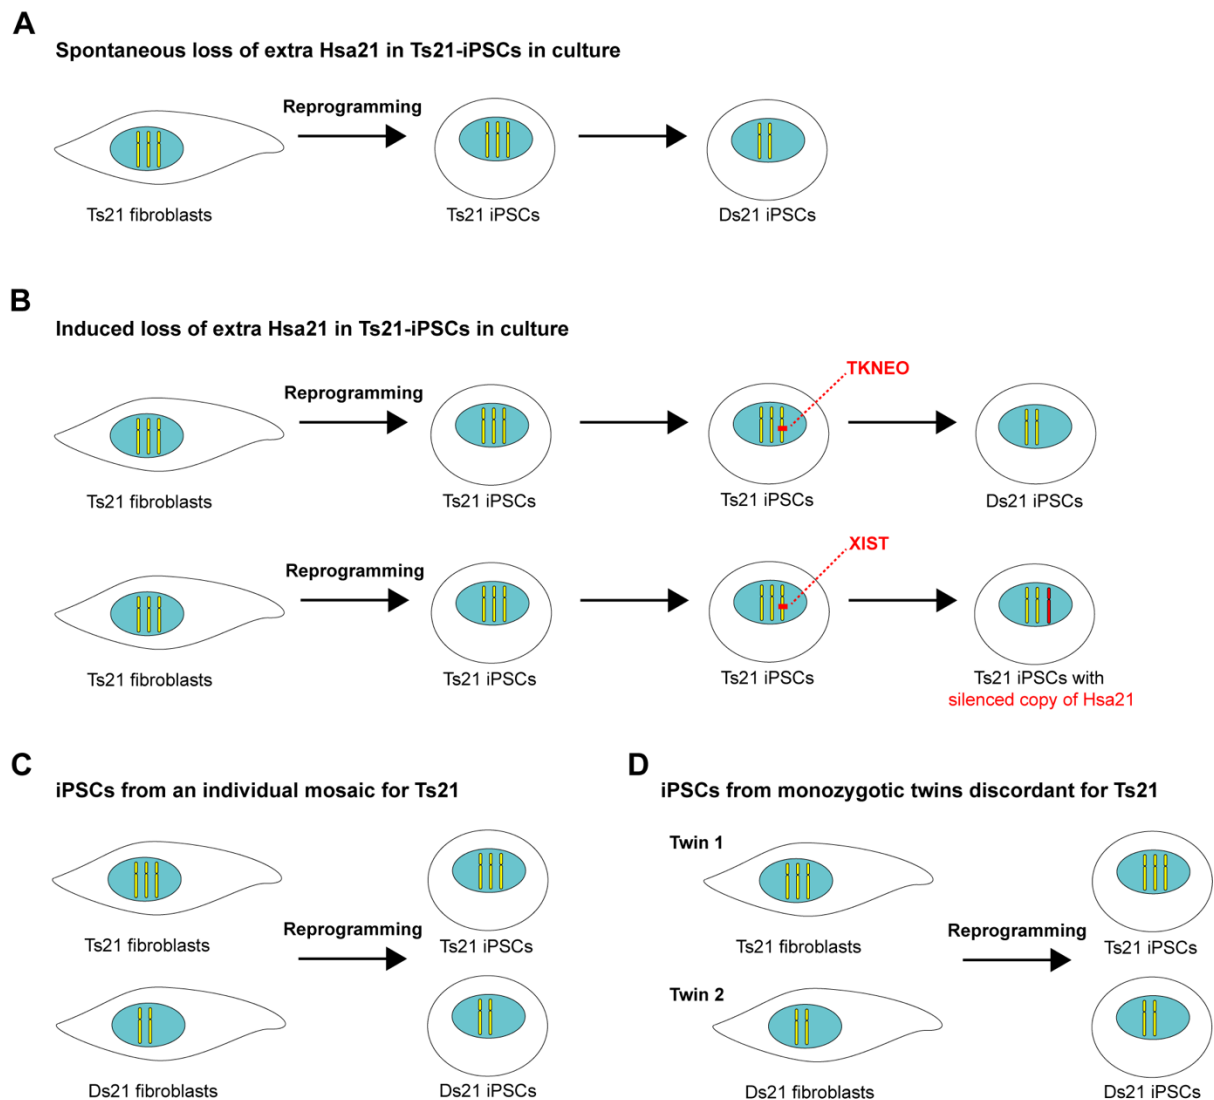 A
Spontaneous loss of extra Hsa21 in Ts21-iPSCs in culture
Reprogramming
Ts21 fibroblasts
Ts21 iPSCs
Ds21 iPSCs
B
Induced loss of extra Hsa21 in Ts21-iPSCs in culture
TKNEO
Reprogramming
Ts21 fibroblasts
Ts21 iPSCs
Ts21 iPSCs
Ds21 iPSCs
XIST
Reprogramming
Ts21 fibroblasts
Ts21 iPSCs
Ts21 iPSCs
Ts21 iPSCs with
silenced copy of Hsa21
C
iPSCs from an individual mosaic for Ts21
Ts21 fibroblasts
Reprogramming
Ts21 iPSCs
Ds21 fibroblasts
Ds21 iPSCs
D
iPSCs from monozygotic twins discordant for Ts21
Twin 1
Ts21 fibroblasts
Reprogramming
Ts21 iPSCs
Twin 2
Ds21 fibroblasts
Ds21 iPSCs